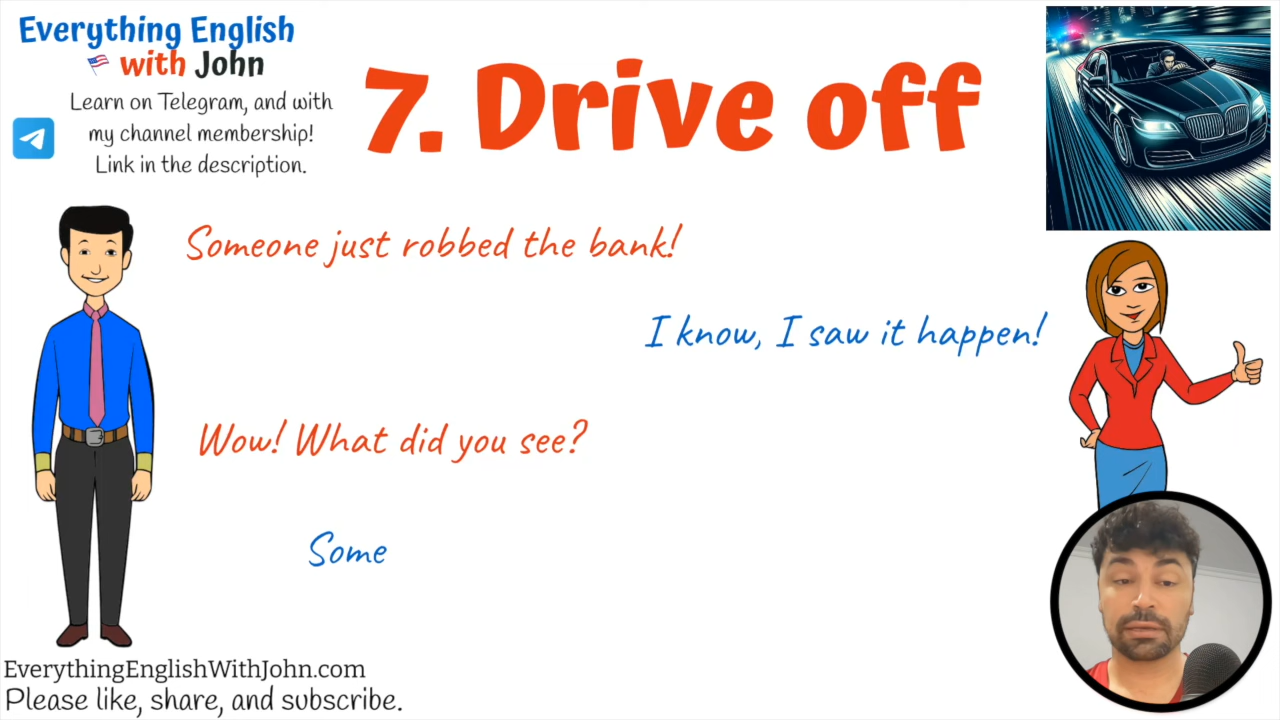 Everything English
with John
Learn on Telegram, and with
my channel membership!
Link in the description.
7. Drive off
Someone just robbed the bank!
I know, I saw it happen!
Wow! What did you see?
Some
EverythingEnglishWithJohn.com
Please like, share, and subscribe.